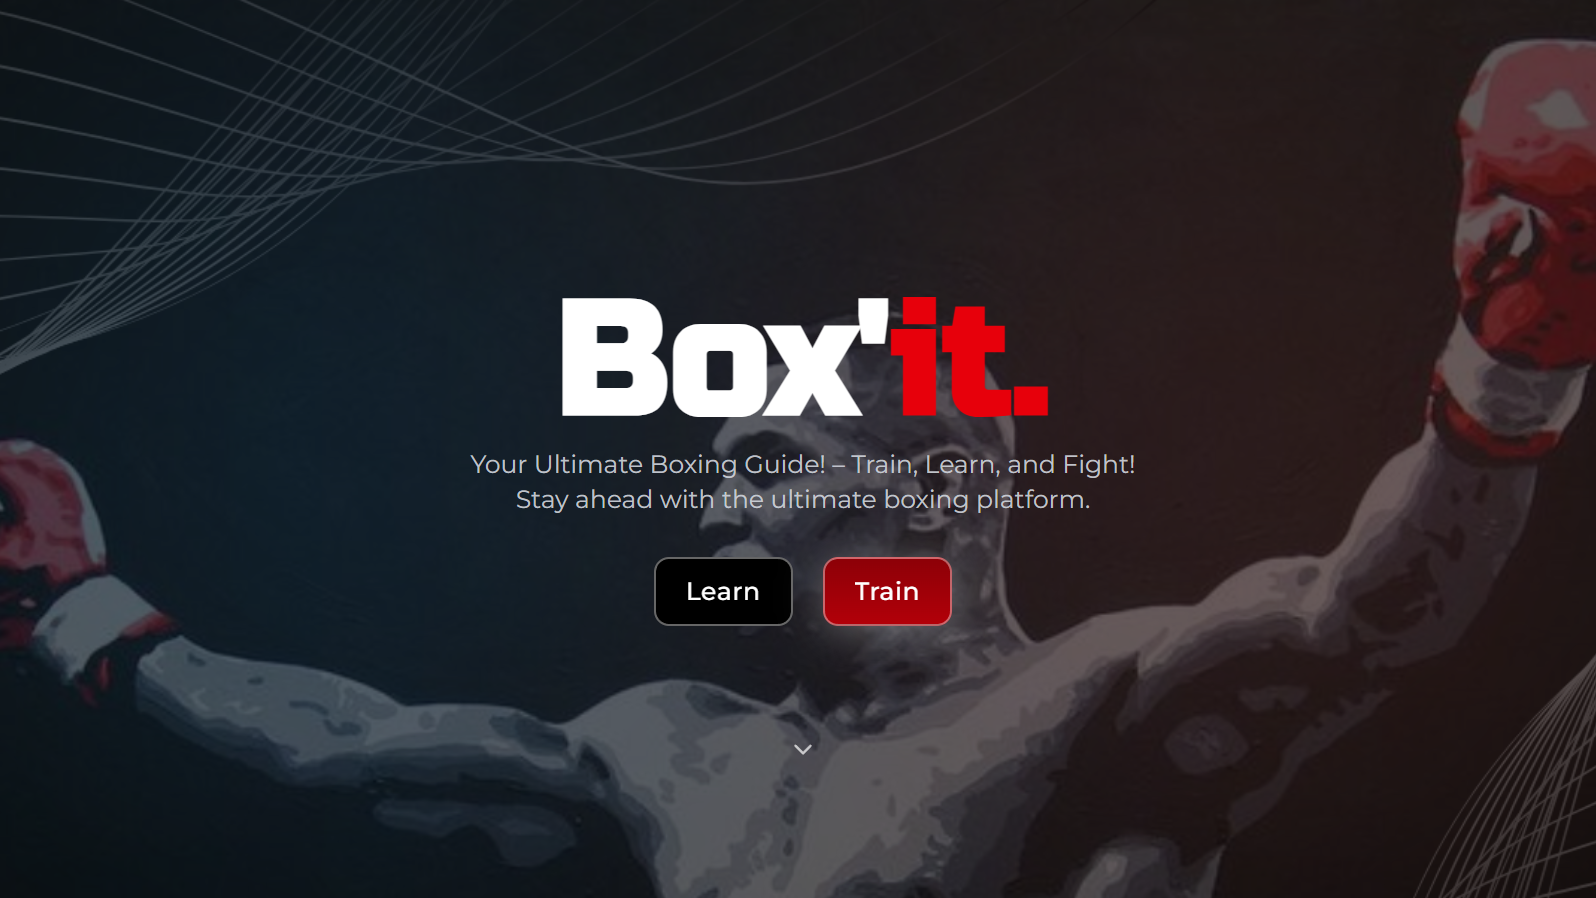 Box'it.
Your Ultimate Boxing Guide! – Train, Learn, and Fight!
Stay ahead with the ultimate boxing platform.
Learn
Train